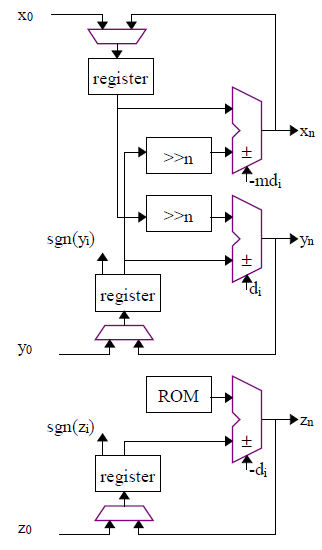 x₀
register
>>n
±
xₙ
-mdᵢ
>>n
sgn(yᵢ)
±
yₙ
register
dᵢ
y₀
ROM
sgn(zᵢ)
±
zₙ
register
-dᵢ
z₀